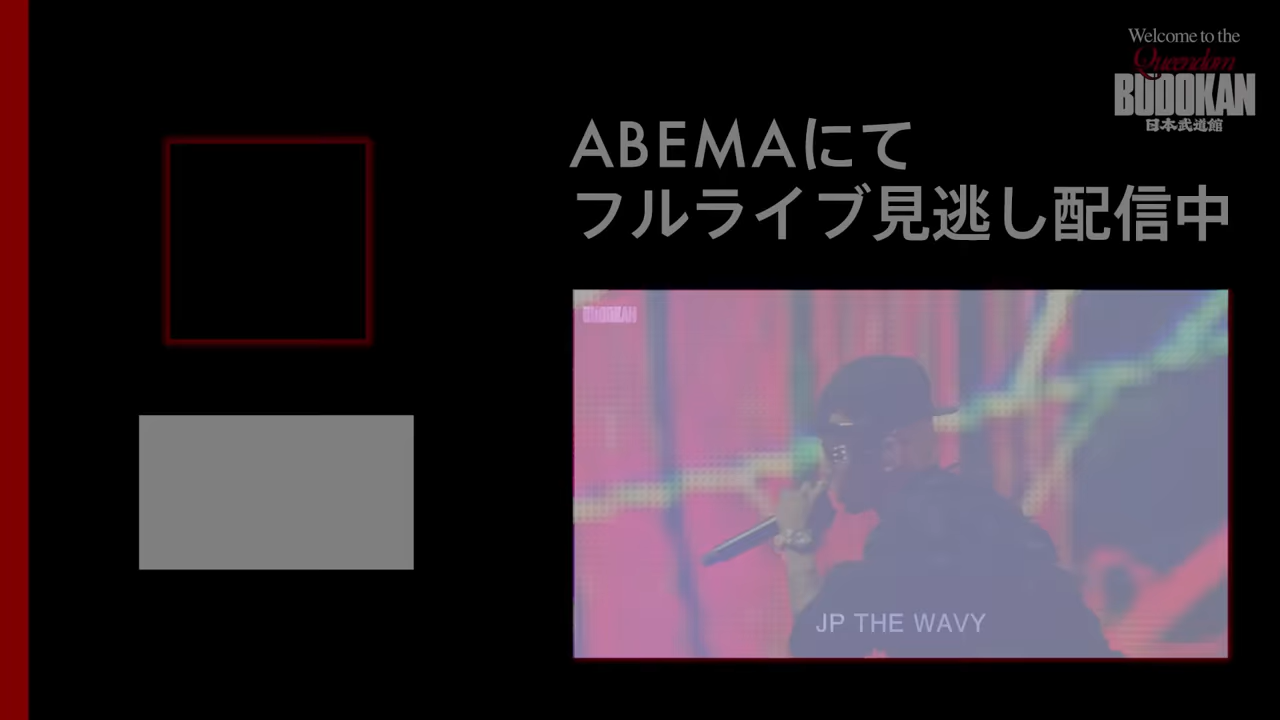 Welcome to the
Queendom
BUDOKAN
日本武道館
ABEMAにて
フルライブ見逃し配信中
BUDOKAN
JP THE WAVY